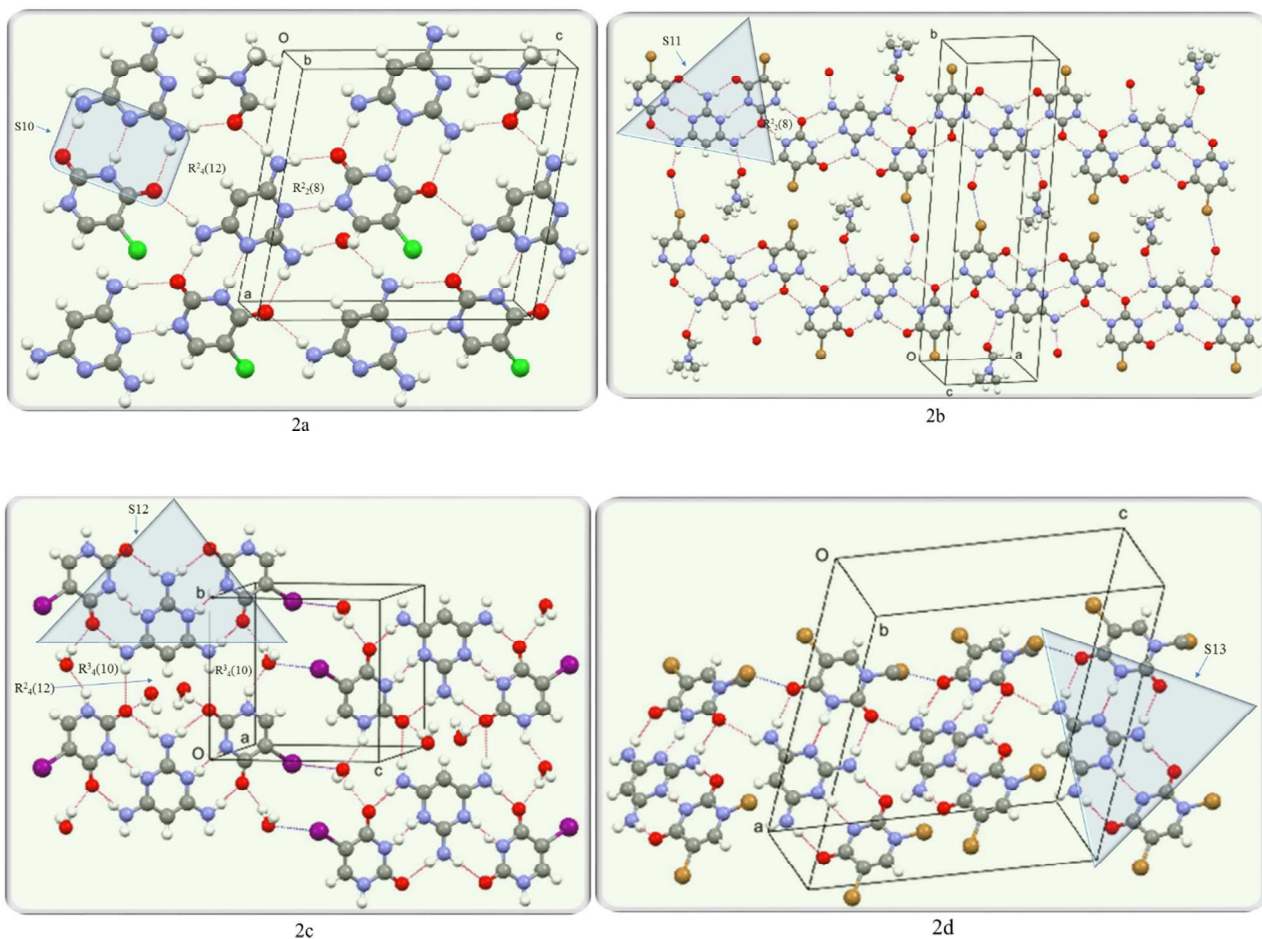 O
c
b
S10
R²₄(12)
R²₂(8)
a
2a
b
S11
R²₂(8)
O
a
c
2b
S12
b
R³₄(10)
R³₄(10)
R²₄(12)
a
O
c
2c
c
O
b
S13
a
2d